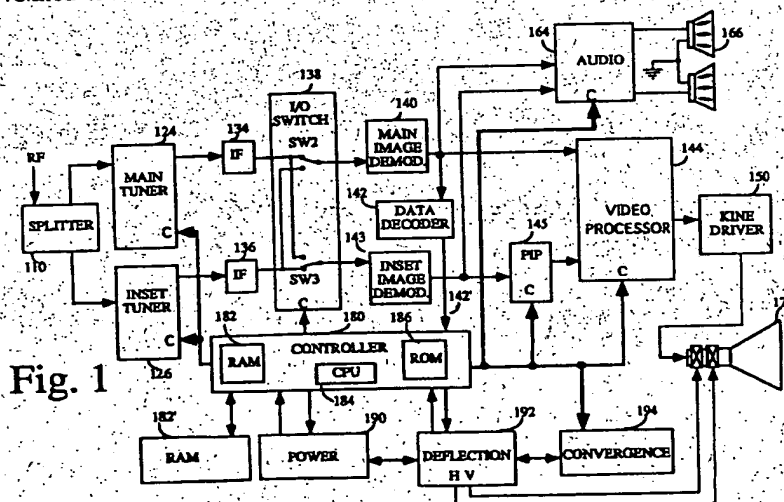 164
166
AUDIO
C
138
I/O
SWITCH
SW2
SW3
C
124
MAIN
TUNER
C
134
IF
140
MAIN
IMAGE
DEMOD.
144
VIDEO
PROCESSOR
C
RF
SPLITTER
110
142
DATA
DECODER
150
KINE
DRIVER
136
IF
143
INSET
IMAGE
DEMOD.
145
PIP
C
INSET
TUNER
C
126
142'
182
180
186
RAM
CONTROLLER
CPU
184
ROM
Fig. 1
182'
RAM
190
POWER
192
DEFLECTION
H V
194
CONVERGENCE